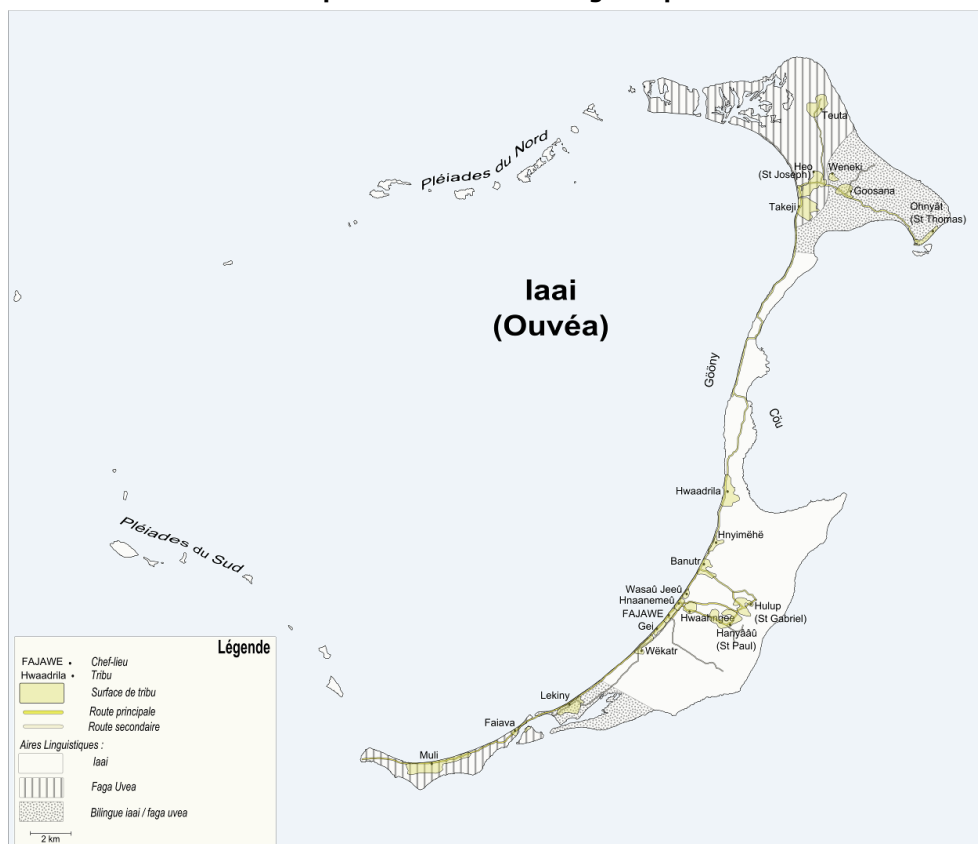 Teuta
Pléiades du Nord
Heo
(St Joseph)
Weneki
Goosana
Takeji
Ohnyât
(St Thomas)
Iaai
(Ouvéa)
Gööny
Cöu
Hwaadrila
Pléiades du Sud
Hnyimëhë
Banutr
Wasaû Jeeû
Hnaanemeû
FAJAWE
Gei
Hulup
(St Gabriel)
Hanyââû
(St Paul)
Wëkatr
Lekiny
Faiava
Muli
Légende
FAJAWE
Chef-lieu
Hwaadrila
Tribu
Surface de tribu
Route principale
Route secondaire
Aires Linguistiques :
Iaai
Faga Uvea
Bilingue iaai / faga uvea
2 km